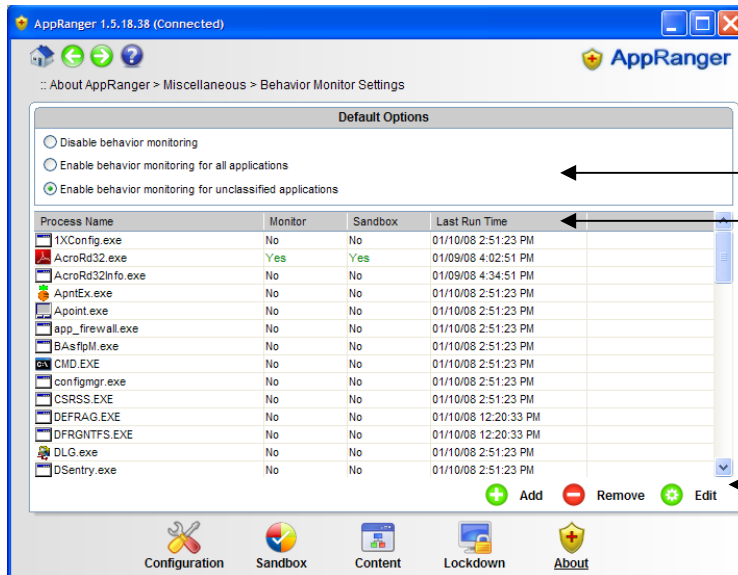 AppRanger 1.5.18.38 (Connected)
AppRanger
:: About AppRanger > Miscellaneous > Behavior Monitor Settings
Default Options
Disable behavior monitoring
Enable behavior monitoring for all applications
Enable behavior monitoring for unclassified applications
Process Name Monitor Sandbox Last Run Time
1XConfig.exe No No 01/10/08 2:51:23 PM
AcroRd32.exe Yes Yes 01/09/08 4:02:51 PM
AcroRd32Info.exe No No 01/09/08 4:34:51 PM
ApntEx.exe No No 01/10/08 2:51:23 PM
Apoint.exe No No 01/10/08 2:51:23 PM
app_firewall.exe No No 01/10/08 2:51:23 PM
BAsfIpM.exe No No 01/10/08 2:51:23 PM
CMD.EXE No No 01/10/08 2:51:23 PM
configmgr.exe No No 01/10/08 2:51:23 PM
CSRSS.EXE No No 01/10/08 2:51:23 PM
DEFRAG.EXE No No 01/10/08 12:20:33 PM
DFRGNTFS.EXE No No 01/10/08 12:20:33 PM
DLG.exe No No 01/10/08 2:51:23 PM
DSentry.exe No No 01/10/08 2:51:23 PM
Add Remove Edit
Configuration Sandbox Content Lockdown About